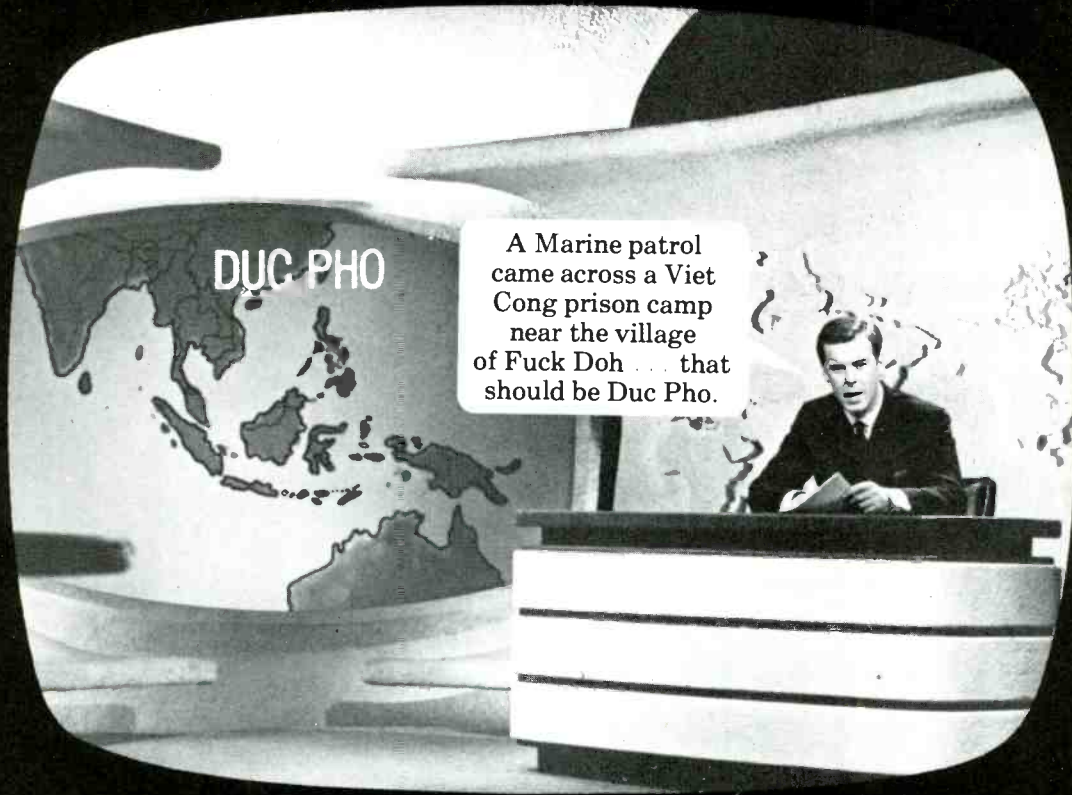 DUC PHO
A Marine patrol
came across a Viet
Cong prison camp
near the village
of Fuck Doh . . . that
should be Duc Pho.